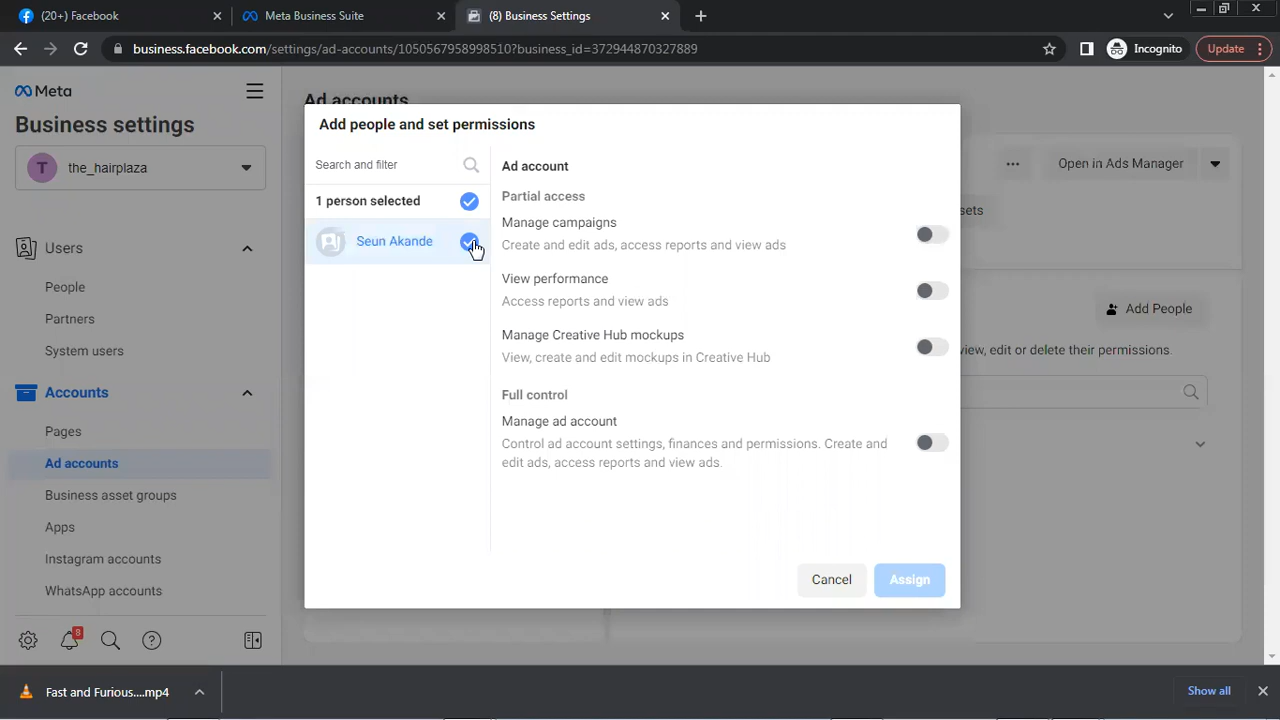 (20+) Facebook
Meta Business Suite
(8) Business Settings
business.facebook.com/settings/ad-accounts/1050567958998510?business_id=372944870327889
Incognito
Update
Meta
Business settings
T
the_hairplaza
Users
People
Partners
System users
Accounts
Pages
Ad accounts
Business asset groups
Apps
Instagram accounts
WhatsApp accounts
8
Ad accounts
Open in Ads Manager
sets
Add People
view, edit or delete their permissions.
Add people and set permissions
Search and filter
1 person selected
Seun Akande
Ad account
Partial access
Manage campaigns
Create and edit ads, access reports and view ads
View performance
Access reports and view ads
Manage Creative Hub mockups
View, create and edit mockups in Creative Hub
Full control
Manage ad account
Control ad account settings, finances and permissions. Create and
edit ads, access reports and view ads.
Cancel
Assign
Fast and Furious....mp4
Show all